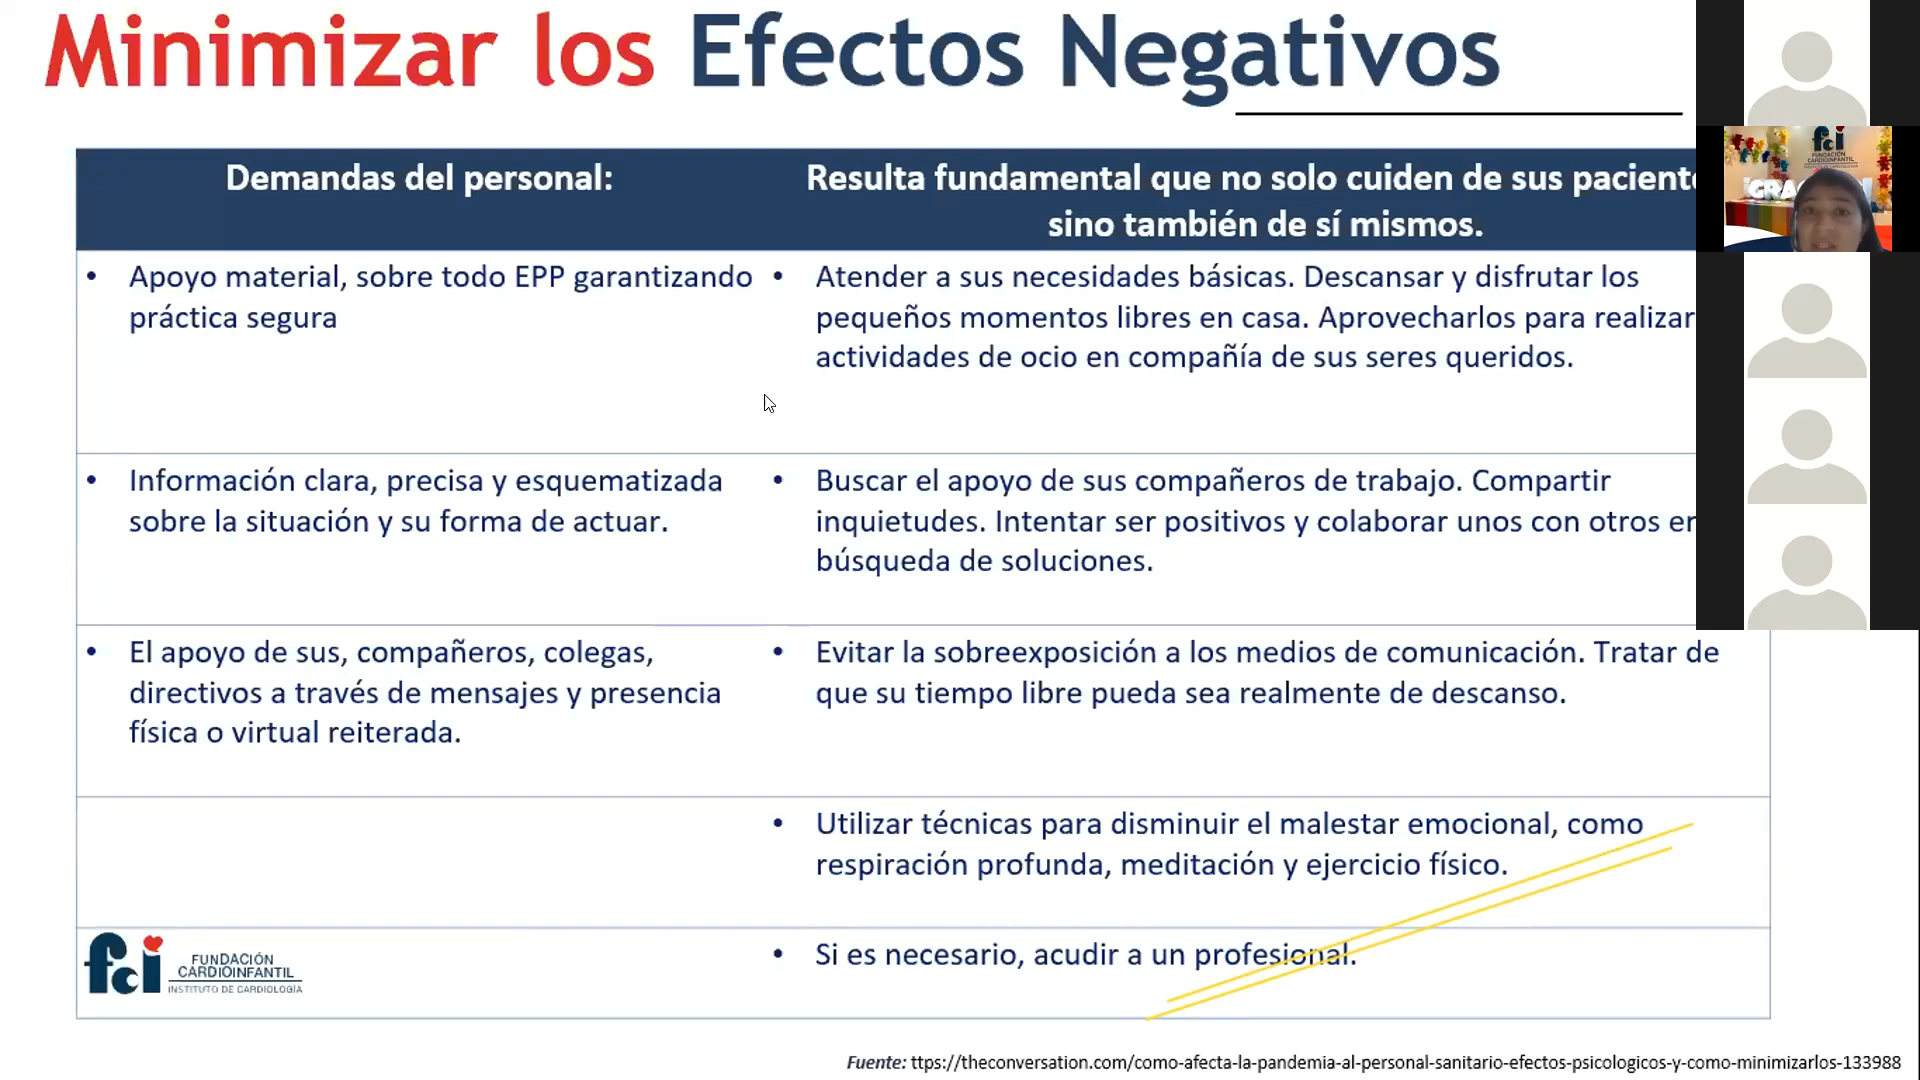 Minimizar los Efectos Negativos
Demandas del personal:
Resulta fundamental que no solo cuiden de sus paciente
sino también de sí mismos.
• Apoyo material, sobre todo EPP garantizando
práctica segura
• Atender a sus necesidades básicas. Descansar y disfrutar los
pequeños momentos libres en casa. Aprovecharlos para realizar
actividades de ocio en compañía de sus seres queridos.
• Información clara, precisa y esquematizada
sobre la situación y su forma de actuar.
• Buscar el apoyo de sus compañeros de trabajo. Compartir
inquietudes. Intentar ser positivos y colaborar unos con otros en
búsqueda de soluciones.
• El apoyo de sus, compañeros, colegas,
directivos a través de mensajes y presencia
física o virtual reiterada.
• Evitar la sobreexposición a los medios de comunicación. Tratar de
que su tiempo libre pueda sea realmente de descanso.
• Utilizar técnicas para disminuir el malestar emocional, como
respiración profunda, meditación y ejercicio físico.
• Si es necesario, acudir a un profesional.
fci
FUNDACIÓN
CARDIOINFANTIL
INSTITUTO DE CARDIOLOGÍA
Fuente: ttps://theconversation.com/como-afecta-la-pandemia-al-personal-sanitario-efectos-psicologicos-y-como-minimizarlos-133988
fci
FUNDACIÓN
CARDIOINFANTIL